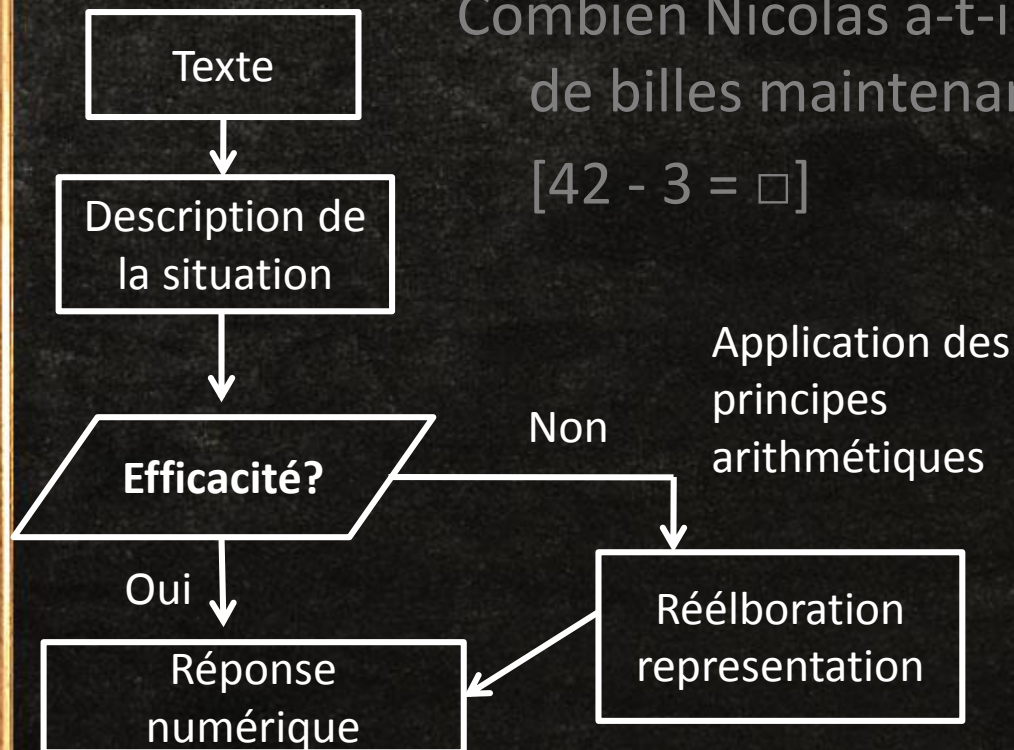 Combien Nicolas a-t-i
de billes maintenan
[42 - 3 = □]
Texte
Description de
la situation
Efficacité?
Non
Application des
principes
arithmétiques
Oui
Réélboration
representation
Réponse
numérique